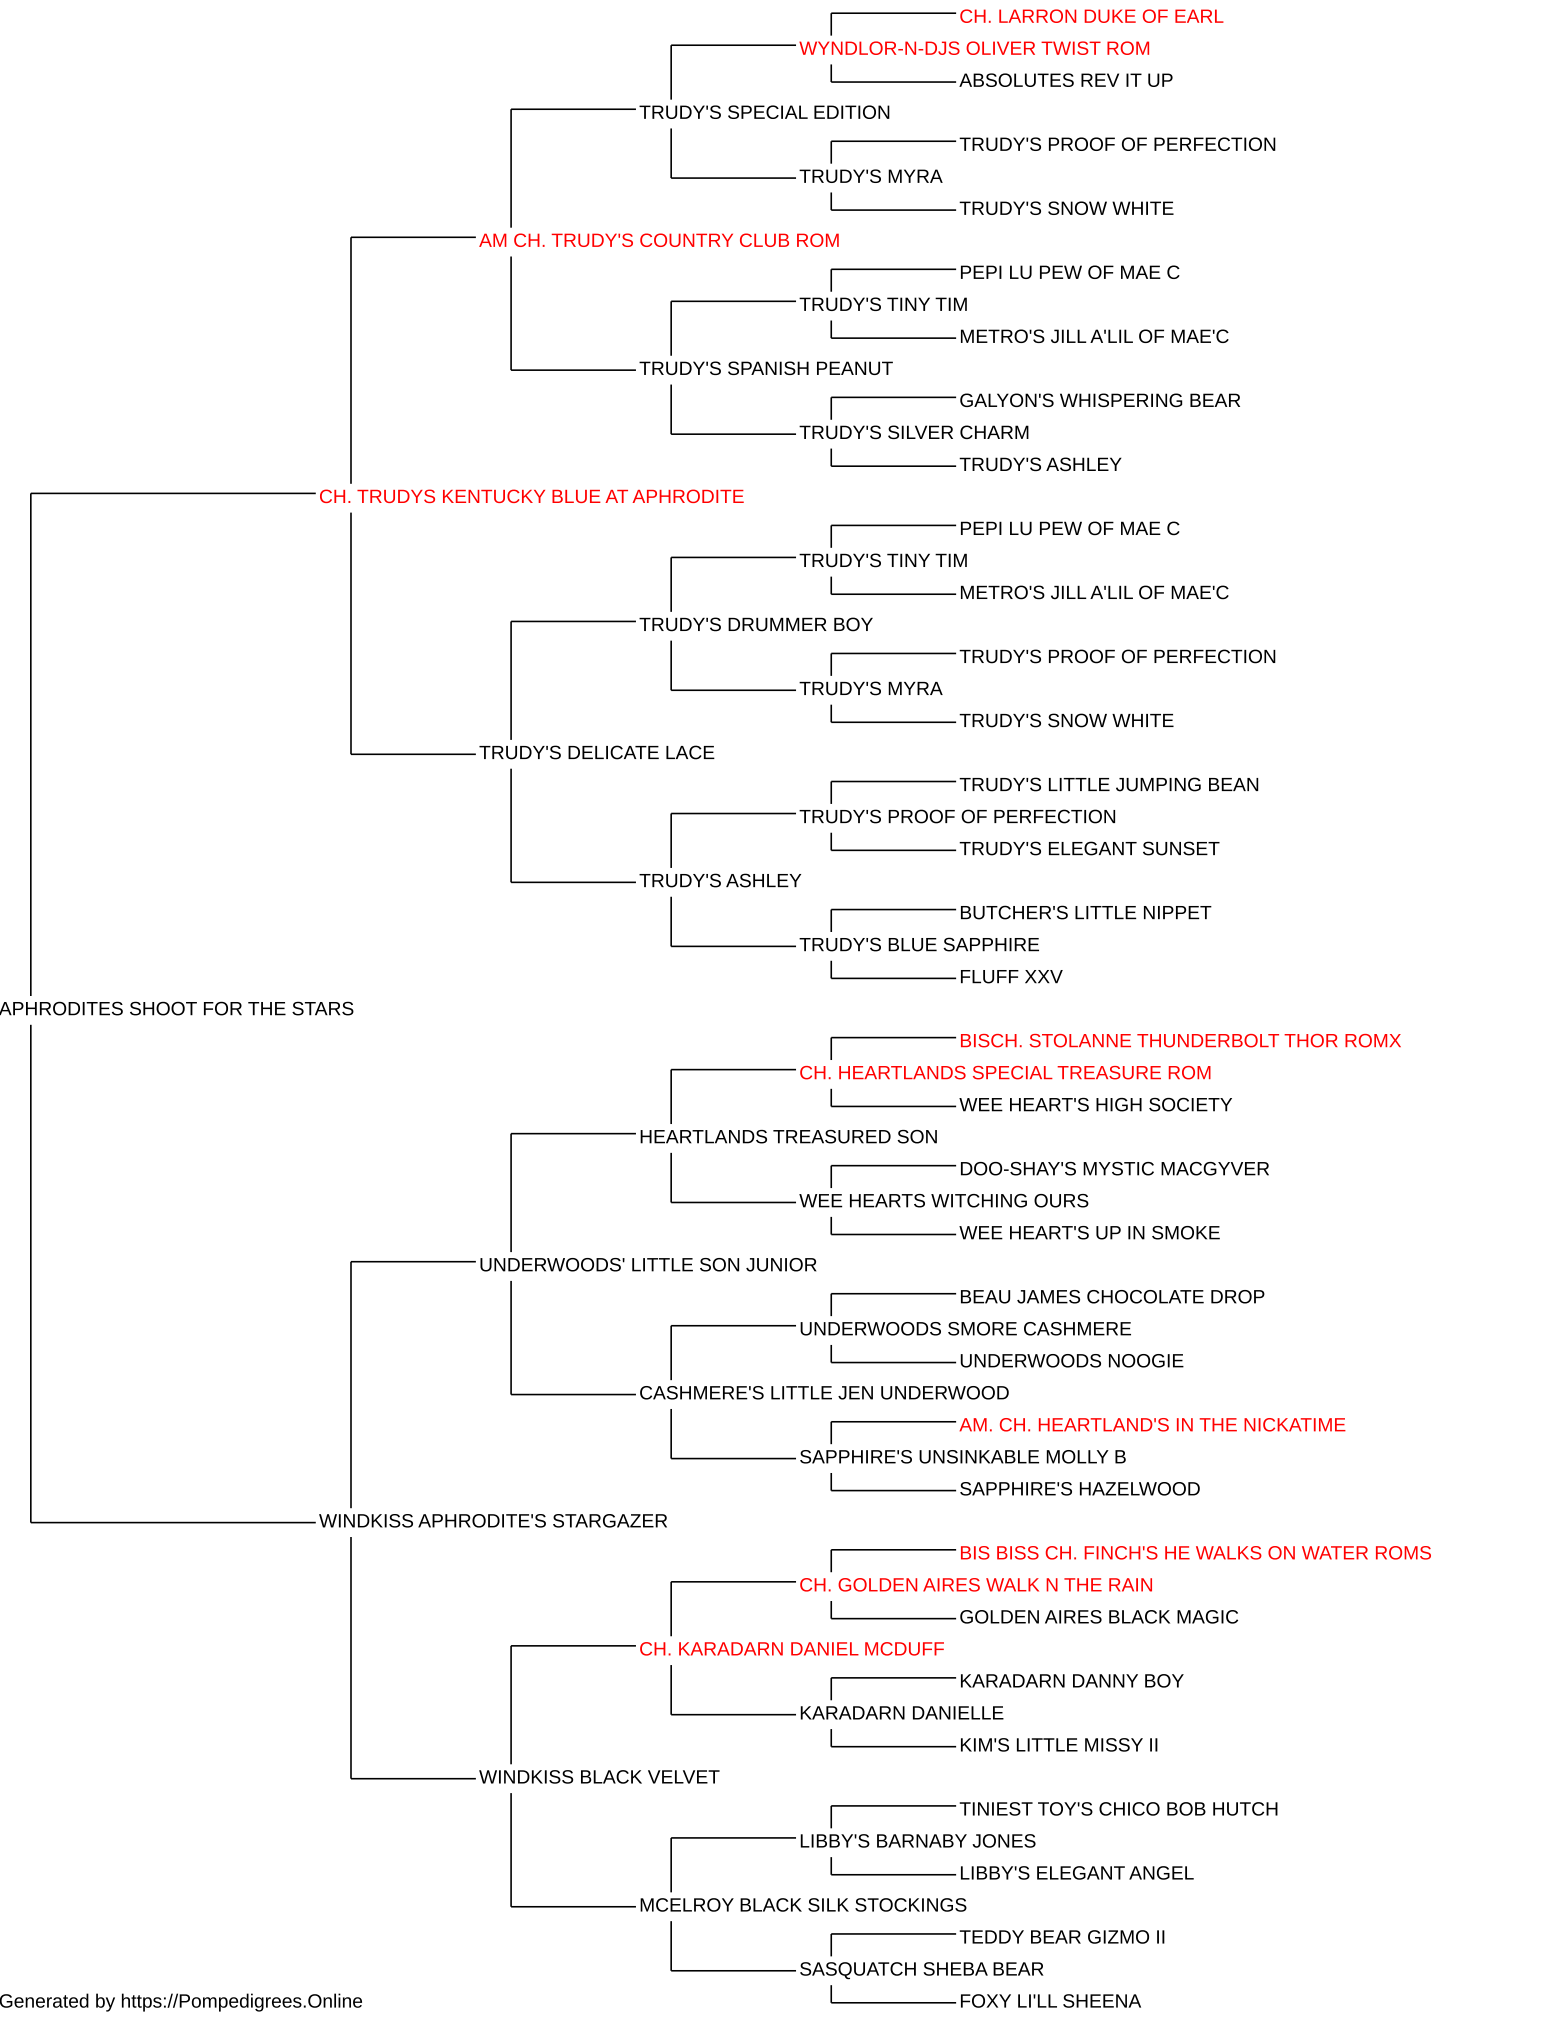 CH. LARRON DUKE OF EARL
WYNDLOR-N-DJS OLIVER TWIST ROM
ABSOLUTES REV IT UP
TRUDY'S SPECIAL EDITION
TRUDY'S PROOF OF PERFECTION
TRUDY'S MYRA
TRUDY'S SNOW WHITE
AM CH. TRUDY'S COUNTRY CLUB ROM
PEPI LU PEW OF MAE C
TRUDY'S TINY TIM
METRO'S JILL A'LIL OF MAE'C
TRUDY'S SPANISH PEANUT
GALYON'S WHISPERING BEAR
TRUDY'S SILVER CHARM
TRUDY'S ASHLEY
CH. TRUDYS KENTUCKY BLUE AT APHRODITE
PEPI LU PEW OF MAE C
TRUDY'S TINY TIM
METRO'S JILL A'LIL OF MAE'C
TRUDY'S DRUMMER BOY
TRUDY'S PROOF OF PERFECTION
TRUDY'S MYRA
TRUDY'S SNOW WHITE
TRUDY'S DELICATE LACE
TRUDY'S LITTLE JUMPING BEAN
TRUDY'S PROOF OF PERFECTION
TRUDY'S ELEGANT SUNSET
TRUDY'S ASHLEY
BUTCHER'S LITTLE NIPPET
TRUDY'S BLUE SAPPHIRE
FLUFF XXV
APHRODITES SHOOT FOR THE STARS
BISCH. STOLANNE THUNDERBOLT THOR ROMX
CH. HEARTLANDS SPECIAL TREASURE ROM
WEE HEART'S HIGH SOCIETY
HEARTLANDS TREASURED SON
DOO-SHAY'S MYSTIC MACGYVER
WEE HEARTS WITCHING OURS
WEE HEART'S UP IN SMOKE
UNDERWOODS' LITTLE SON JUNIOR
BEAU JAMES CHOCOLATE DROP
UNDERWOODS SMORE CASHMERE
UNDERWOODS NOOGIE
CASHMERE'S LITTLE JEN UNDERWOOD
AM. CH. HEARTLAND'S IN THE NICKATIME
SAPPHIRE'S UNSINKABLE MOLLY B
SAPPHIRE'S HAZELWOOD
WINDKISS APHRODITE'S STARGAZER
BIS BISS CH. FINCH'S HE WALKS ON WATER ROMS
CH. GOLDEN AIRES WALK N THE RAIN
GOLDEN AIRES BLACK MAGIC
CH. KARADARN DANIEL MCDUFF
KARADARN DANNY BOY
KARADARN DANIELLE
KIM'S LITTLE MISSY II
WINDKISS BLACK VELVET
TINIEST TOY'S CHICO BOB HUTCH
LIBBY'S BARNABY JONES
LIBBY'S ELEGANT ANGEL
MCELROY BLACK SILK STOCKINGS
TEDDY BEAR GIZMO II
SASQUATCH SHEBA BEAR
FOXY LI'LL SHEENA
Generated by https://Pompedigrees.Online